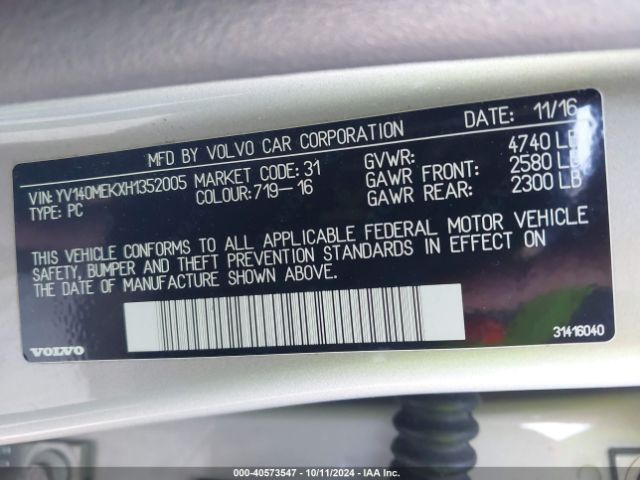 MFD BY VOLVO CAR CORPORATION DATE: 11/16
VIN: YV140MEKXH1352005 MARKET CODE: 31 GVWR: 4740 LB
TYPE: PC COLOUR: 719-16 GAWR FRONT: 2580 LB
GAWR REAR: 2300 LB
THIS VEHICLE CONFORMS TO ALL APPLICABLE FEDERAL MOTOR VEHICLE
SAFETY, BUMPER AND THEFT PREVENTION STANDARDS IN EFFECT ON
THE DATE OF MANUFACTURE SHOWN ABOVE.
VOLVO 31416040
000-40573547 | 10/11/2024 | IAA Inc.